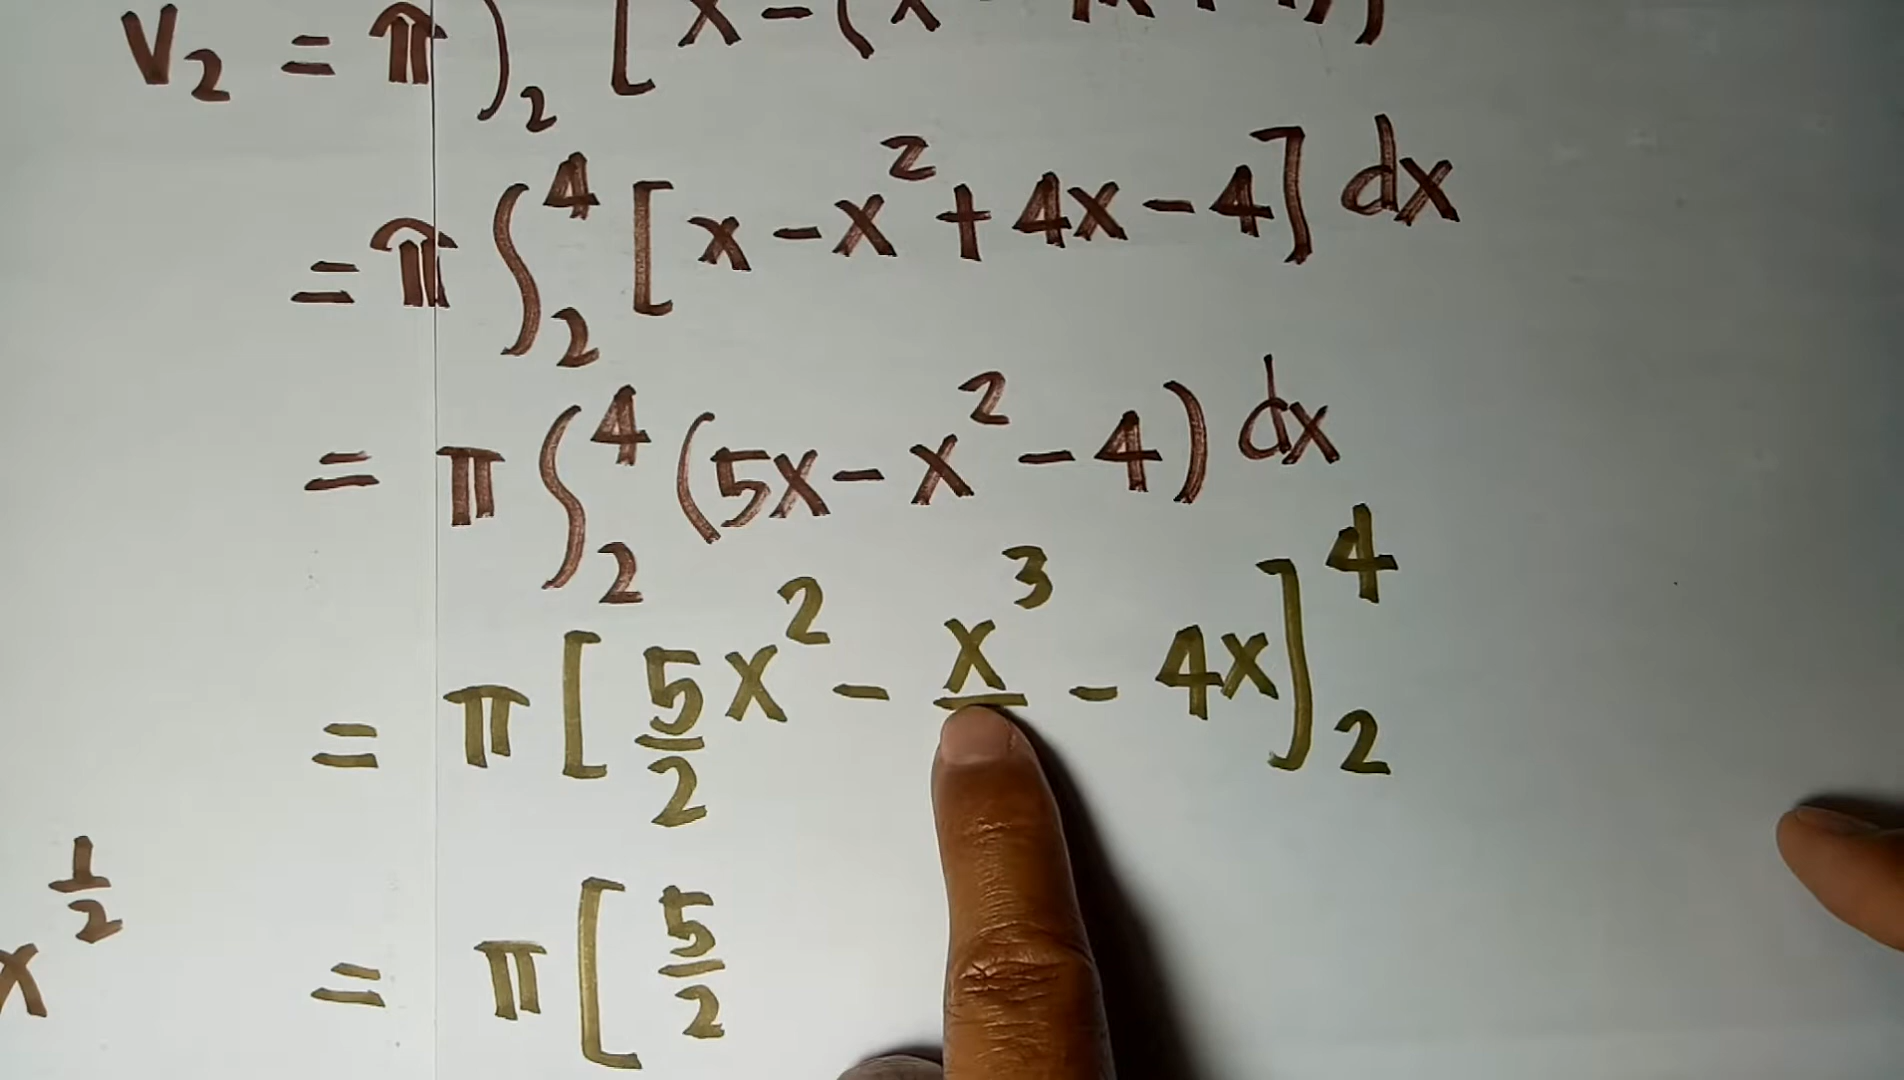 V₂ = π ∫₂ [x - (x
= π ∫₂⁴ [x - x² + 4x - 4] dx
= π ∫₂⁴ (5x - x² - 4) dx
= π [5/2 x² - x³/ - 4x]₂⁴
x^(1/2)
= π [5/2